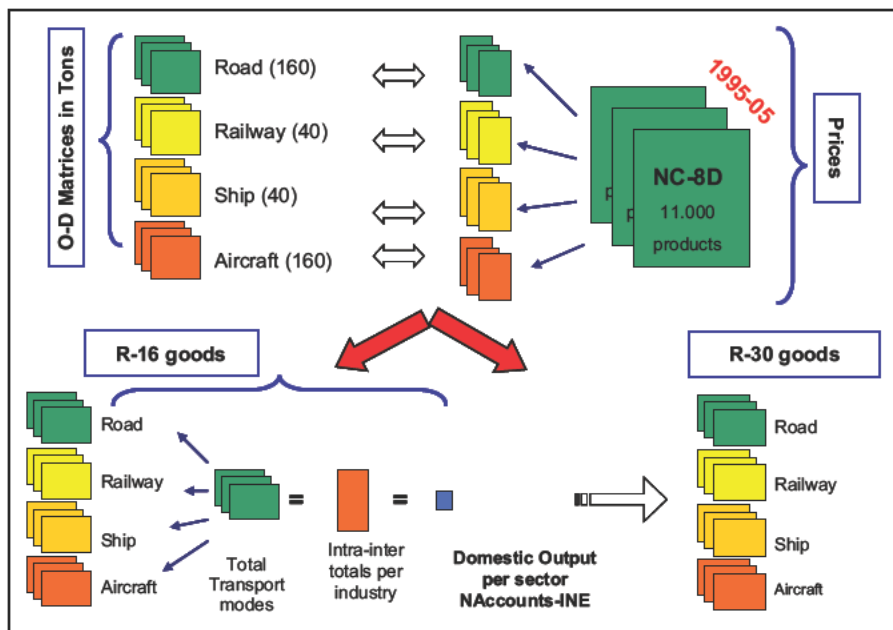 O-D Matrices in Tons
Road (160)
Railway (40)
Ship (40)
Aircraft (160)
1995-05
NC-8D
p
11.000
p
products
Prices
R-16 goods
R-30 goods
Road
Railway
Ship
Aircraft
Total
Transport
modes
=
Intra-inter
totals per
industry
=
Domestic Output
per sector
NAccounts-INE
Road
Railway
Ship
Aircraft